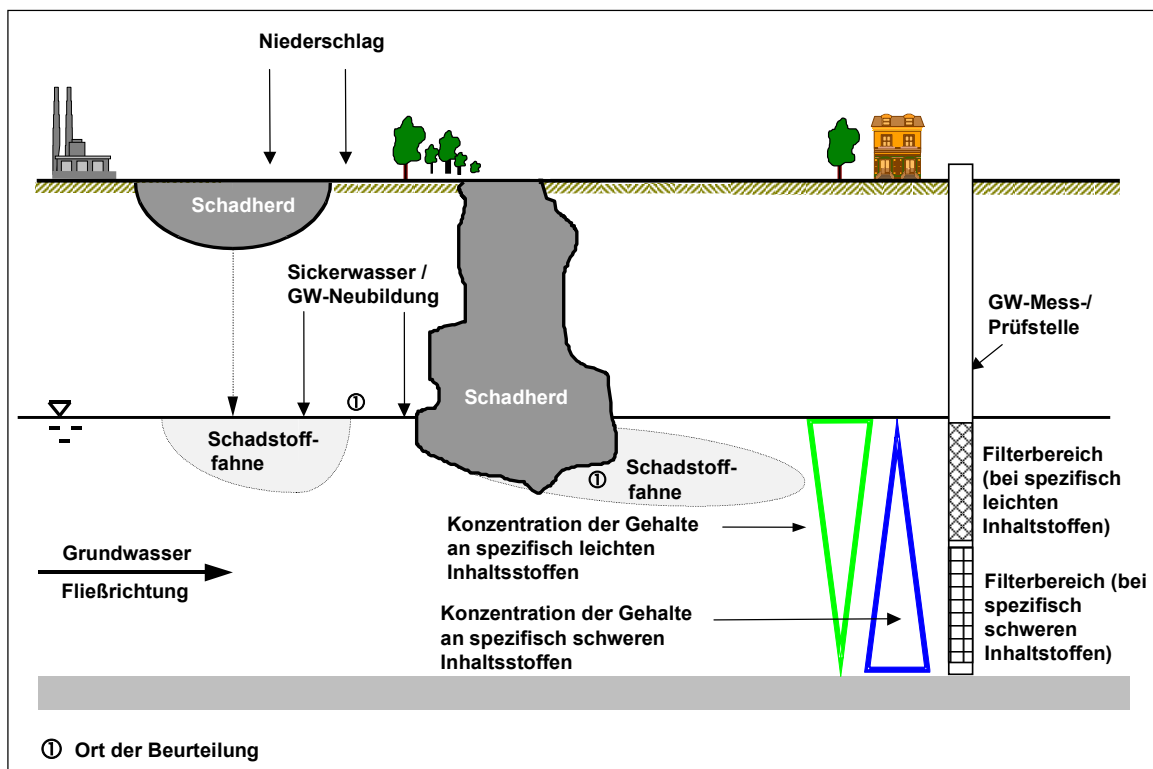 Niederschlag
Schadherd
Sickerwasser /
GW-Neubildung
GW-Mess-/
Prüfstelle
Schadherd
①
Schadstoff-
fahne
Schadstoff-
fahne
①
Filterbereich
(bei spezifisch
leichten
Inhaltstoffen)
Konzentration der Gehalte
an spezifisch leichten
Inhaltsstoffen
Grundwasser
Fließrichtung
Konzentration der Gehalte
an spezifisch schweren
Inhaltsstoffen
Filterbereich (bei
spezifisch
schweren
Inhaltstoffen)
① Ort der Beurteilung